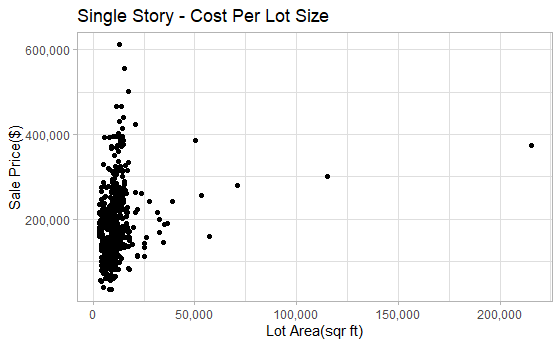 Single Story - Cost Per Lot Size
600,000
400,000
200,000
Sale Price($)
0 50,000 100,000 150,000 200,000
Lot Area(sqr ft)